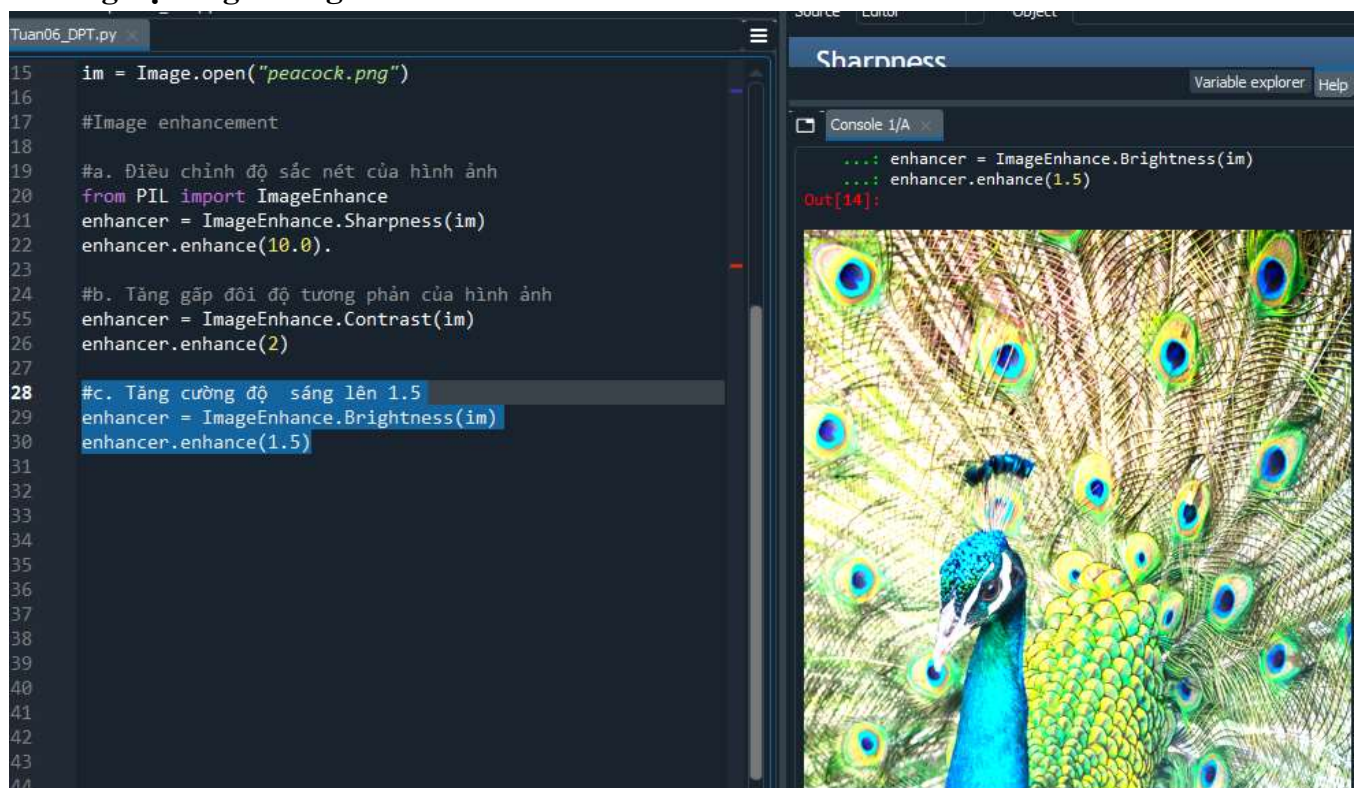 Tuan06_DPT.py
15 im = Image.open("peacock.png")
16
17 #Image enhancement
18
19 #a. Điều chỉnh độ sắc nét của hình ảnh
20 from PIL import ImageEnhance
21 enhancer = ImageEnhance.Sharpness(im)
22 enhancer.enhance(10.0).
23
24 #b. Tăng gấp đôi độ tương phản của hình ảnh
25 enhancer = ImageEnhance.Contrast(im)
26 enhancer.enhance(2)
27
28 #c. Tăng cường độ  sáng lên 1.5
29 enhancer = ImageEnhance.Brightness(im)
30 enhancer.enhance(1.5)
31
32
33
34
35
36
37
38
39
40
41
42
43
44
Source Editor Object
Sharpness
Variable explorer Help
Console 1/A
...: enhancer = ImageEnhance.Brightness(im)
...: enhancer.enhance(1.5)
Out[14]: